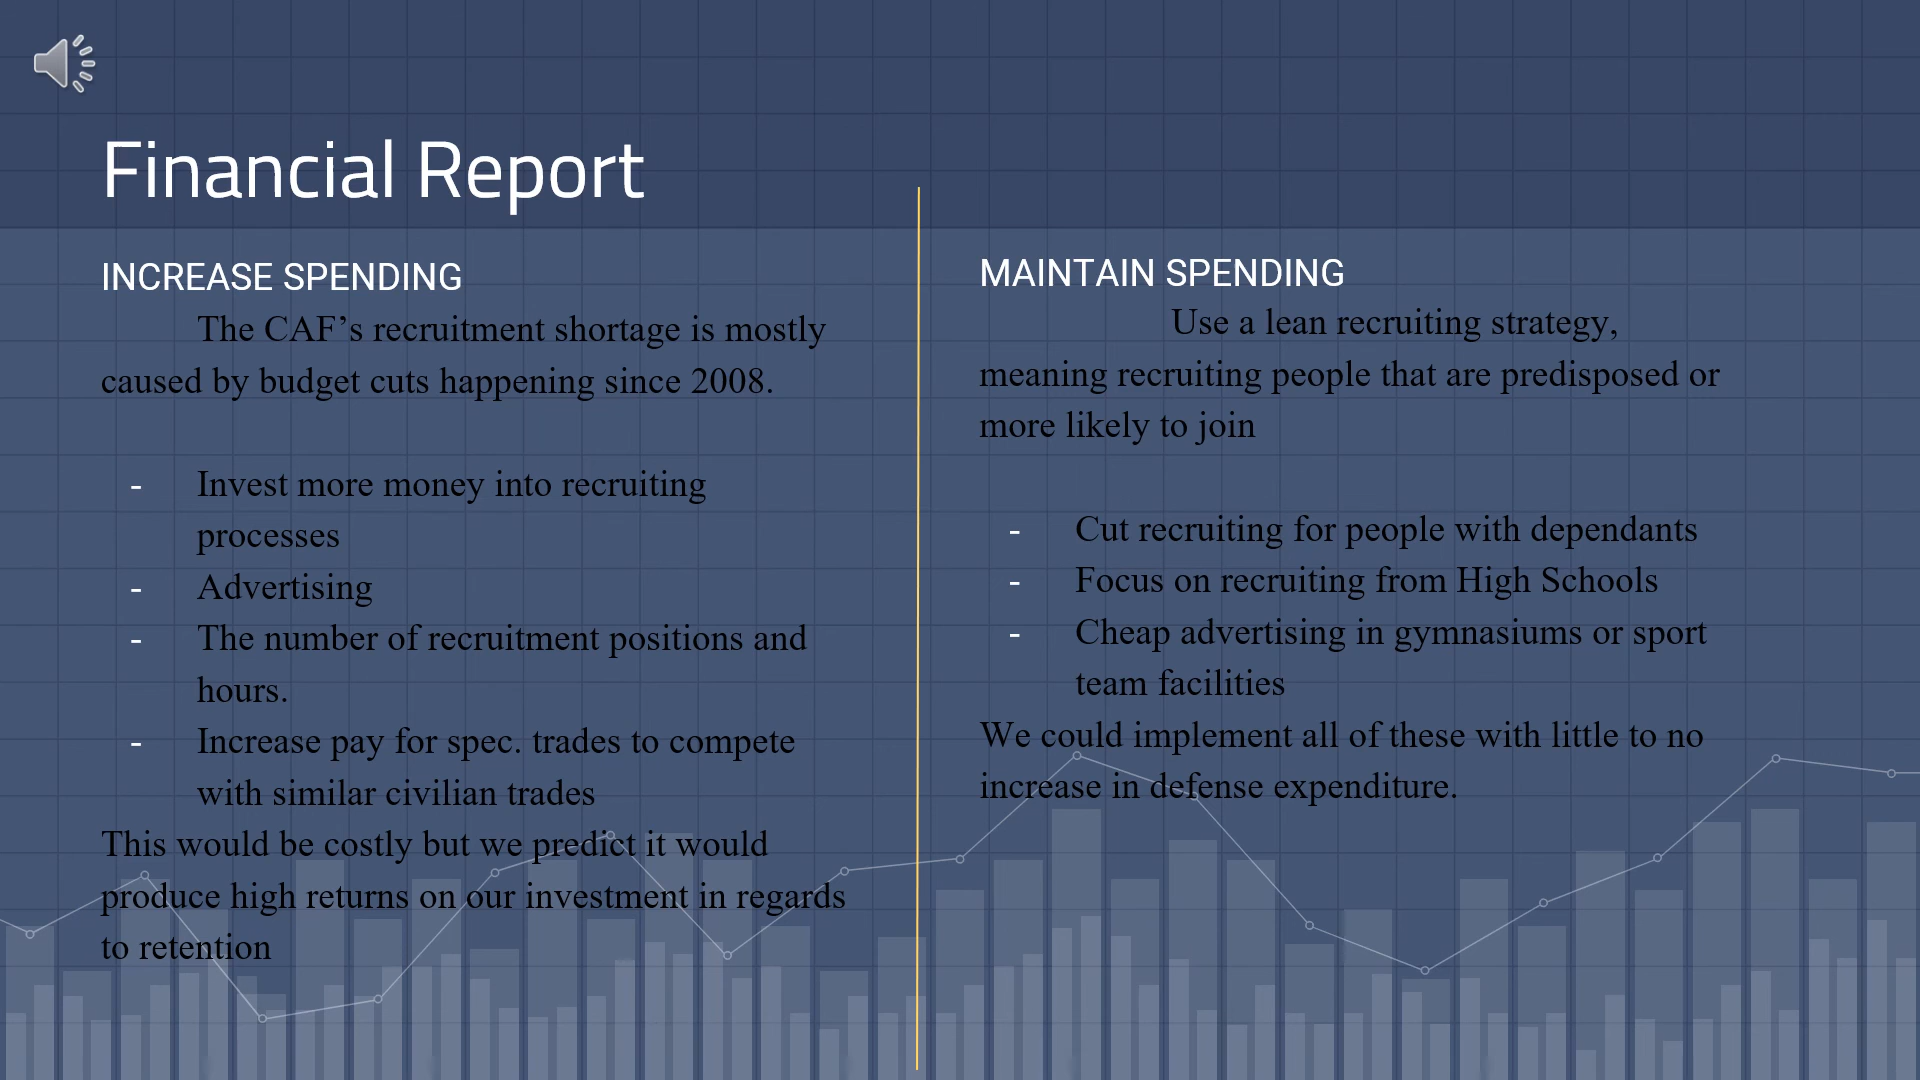 Financial Report
INCREASE SPENDING
The CAF’s recruitment shortage is mostly
caused by budget cuts happening since 2008.
- Invest more money into recruiting
processes
- Advertising
- The number of recruitment positions and
hours.
- Increase pay for spec. trades to compete
with similar civilian trades
This would be costly but we predict it would
produce high returns on our investment in regards
to retention
MAINTAIN SPENDING
Use a lean recruiting strategy,
meaning recruiting people that are predisposed or
more likely to join
- Cut recruiting for people with dependants
- Focus on recruiting from High Schools
- Cheap advertising in gymnasiums or sport
team facilities
We could implement all of these with little to no
increase in defense expenditure.